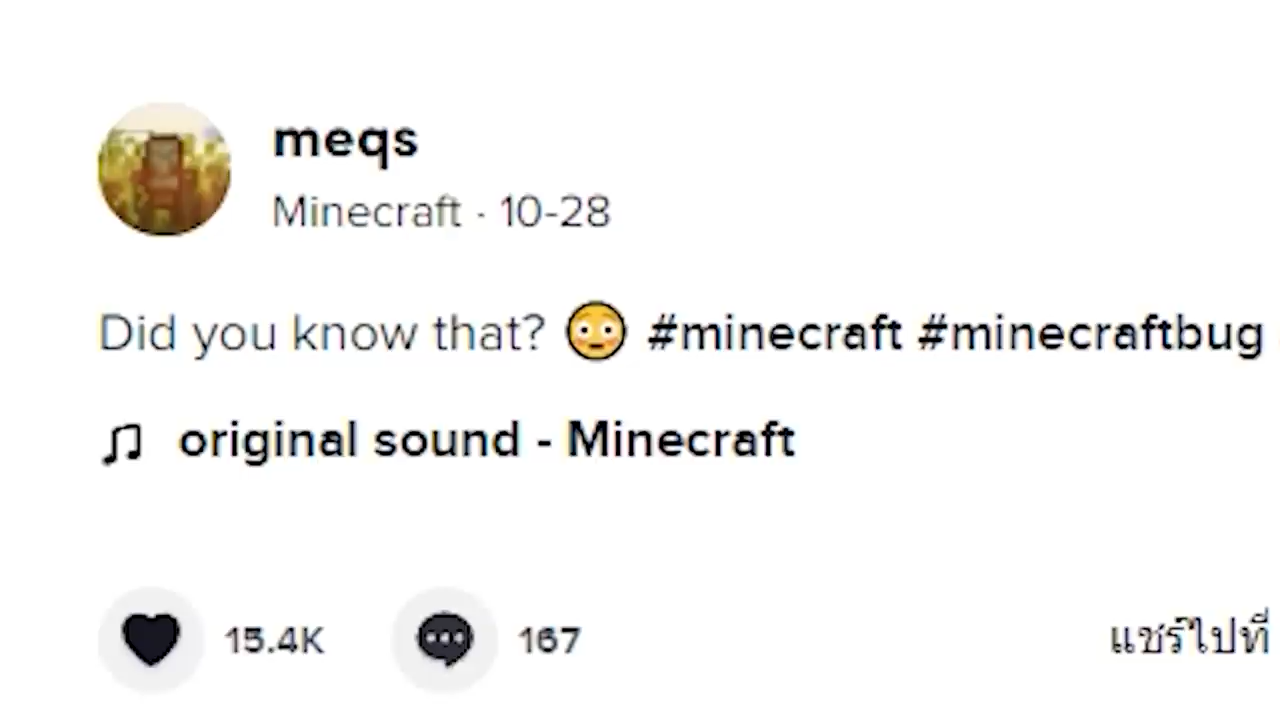 meqs
Minecraft · 10-28
Did you know that? 😳 #minecraft #minecraftbug
original sound - Minecraft
15.4K 167 แชร์ไปที่